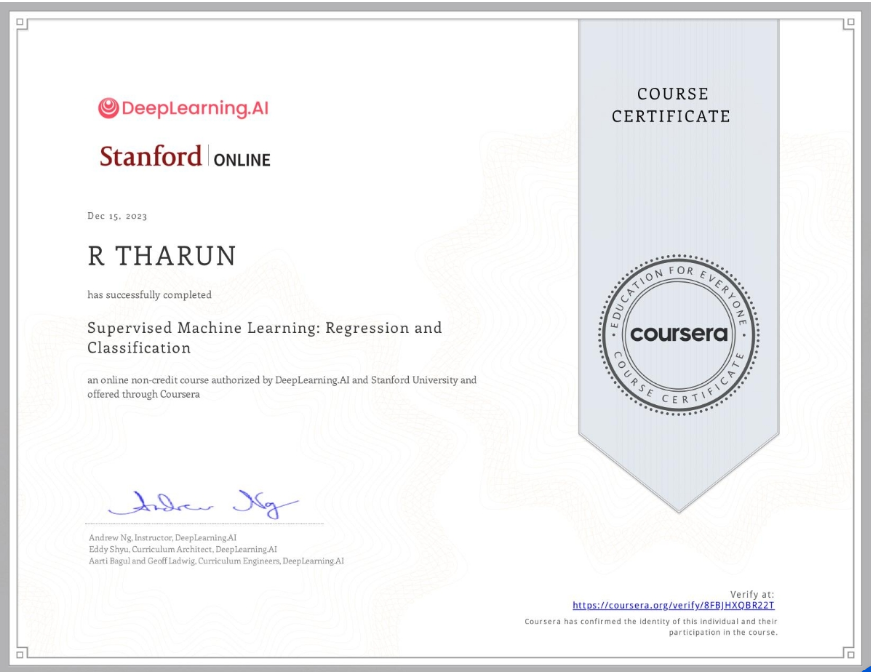 DeepLearning.AI
Stanford ONLINE
COURSE
CERTIFICATE
Dec 15, 2023
R THARUN
has successfully completed
Supervised Machine Learning: Regression and
Classification
an online non-credit course authorized by DeepLearning.AI and Stanford University and
offered through Coursera
EDUCATION FOR EVERYONE
coursera
COURSE CERTIFICATE
Andrew Ng
Andrew Ng, Instructor, DeepLearning.AI
Eddy Shyu, Curriculum Architect, DeepLearning.AI
Aarti Bagul and Geoff Ladwig, Curriculum Engineers, DeepLearning.AI
Verify at:
https://coursera.org/verify/8FBJHXQBR22T
Coursera has confirmed the identity of this individual and their
participation in the course.